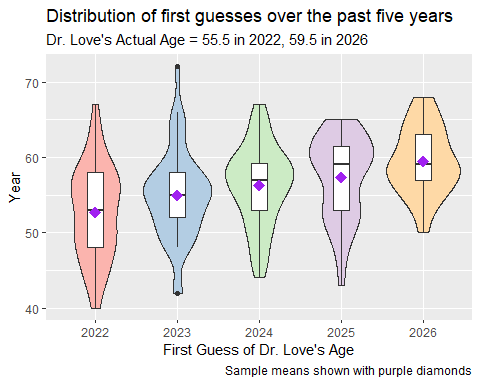 Distribution of first guesses over the past five years
Dr. Love's Actual Age = 55.5 in 2022, 59.5 in 2026
70
60
50
40
Year
2022 2023 2024 2025 2026
First Guess of Dr. Love's Age
Sample means shown with purple diamonds